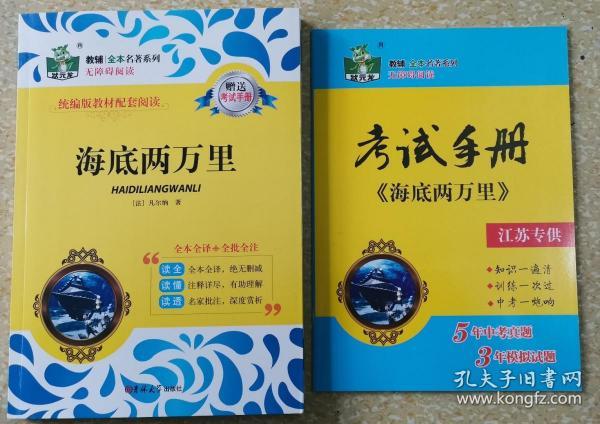 状元龙
教辅|全本名著系列
无障碍阅读
赠送
考试手册
统编版教材配套阅读
海底两万里
HAIDILIANGWANLI
[法] 凡尔纳 著
全本全译+全批全注
读全 全本全译，绝无删减
读懂 注释详尽，有助理解
读透 名家批注，深度赏析
吉林大学出版社
状元龙
教辅|全本名著系列
无障碍阅读
考试手册
《海底两万里》
江苏专供
知识一遍清
训练一次过
中考一炮响
5年中考真题
3年模拟试题
孔夫子旧书网
www.kongfz.com